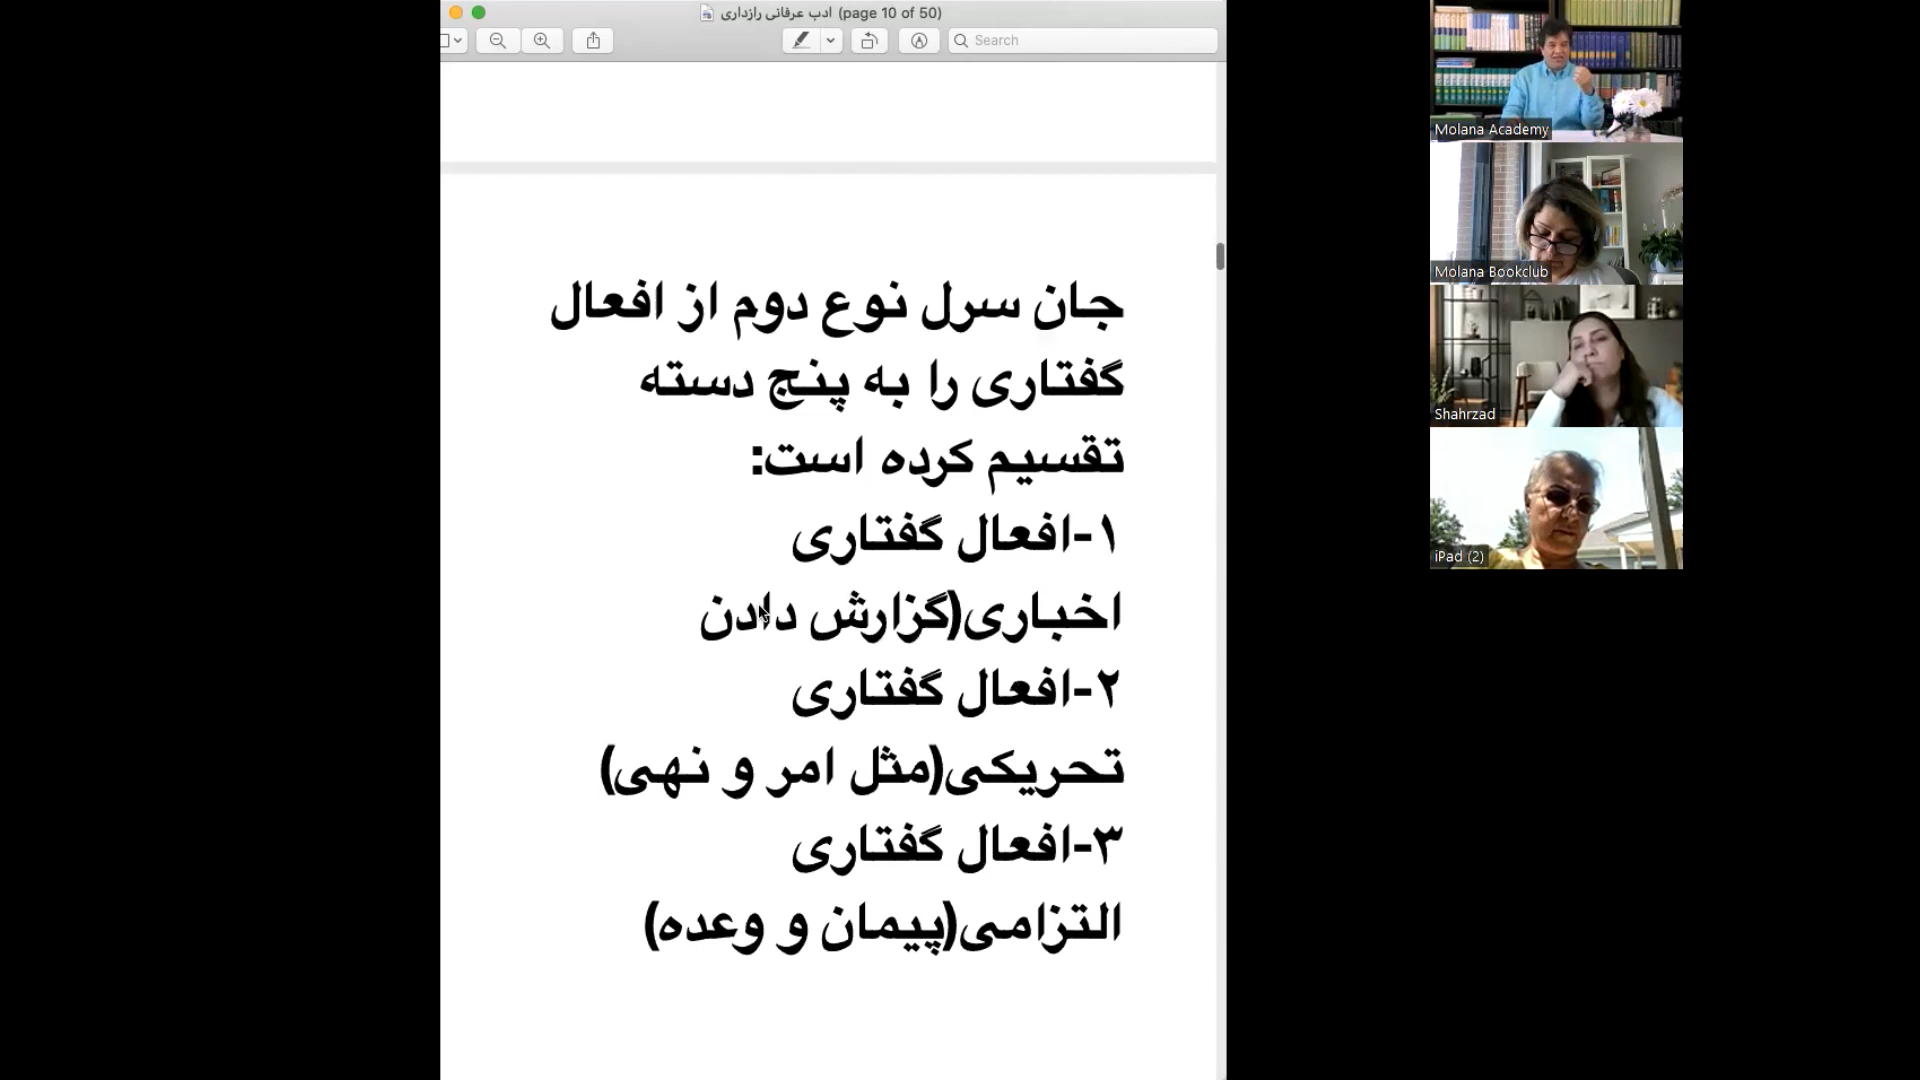 ادب عرفانی رازداری (page 10 of 50)
Search
جان سرل نوع دوم از افعال
گفتاری را به پنج دسته
تقسیم کرده است:
۱-افعال گفتاری
اخباری(گزارش دادن
۲-افعال گفتاری
تحریکی(مثل امر و نهی)
۳-افعال گفتاری
التزامی(پیمان و وعده)
Molana Academy
Molana Bookclub
Shahrzad
iPad (2)